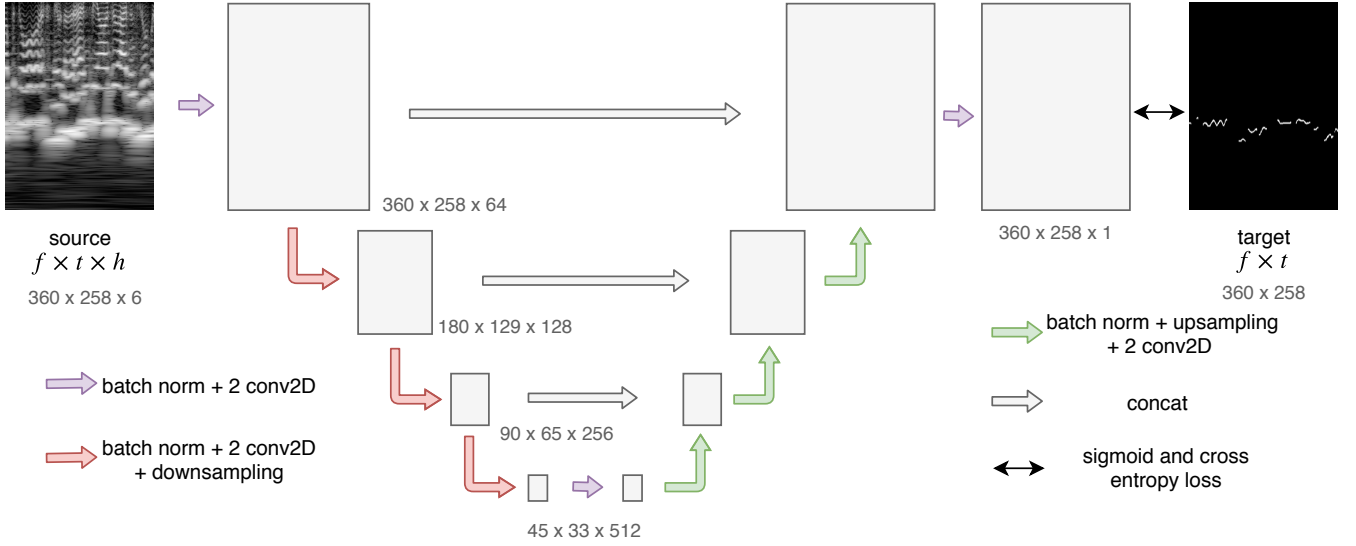 360 x 258 x 64
source
f × t × h
360 x 258 x 6
360 x 258 x 1
target
f × t
360 x 258
180 x 129 x 128
batch norm + upsampling
+ 2 conv2D
batch norm + 2 conv2D
concat
90 x 65 x 256
batch norm + 2 conv2D
+ downsampling
sigmoid and cross
entropy loss
45 x 33 x 512